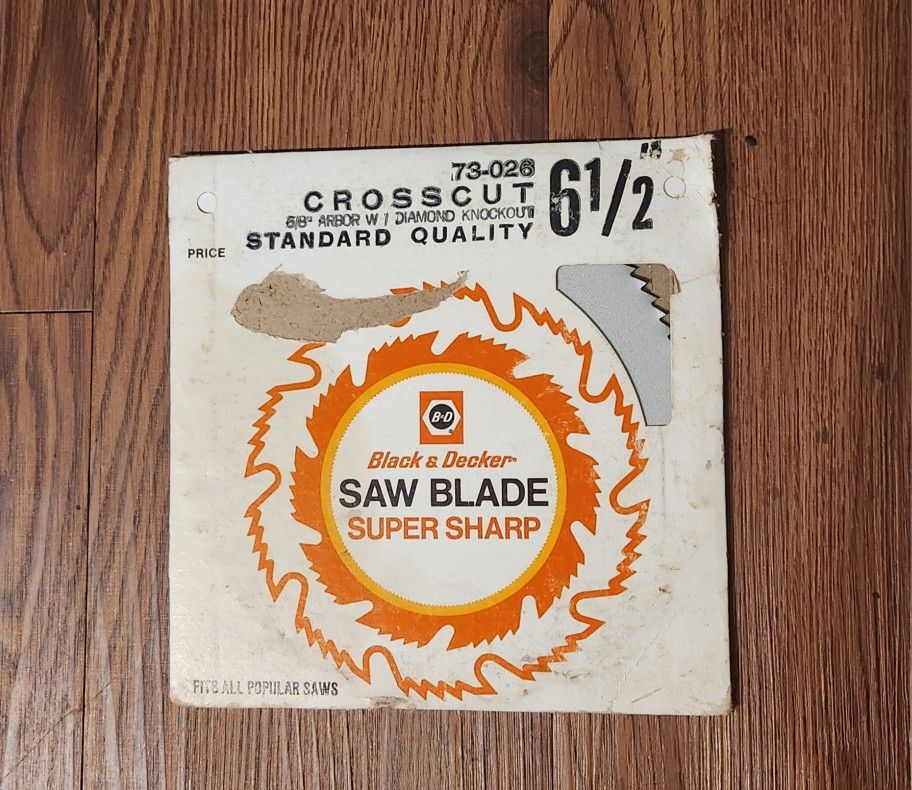 73-026
CROSSCUT
5/8" ARBOR W/ DIAMOND KNOCKOUT
STANDARD QUALITY
6 1/2"
PRICE
B&D
Black & Decker™
SAW BLADE
SUPER SHARP
FITS ALL POPULAR SAWS